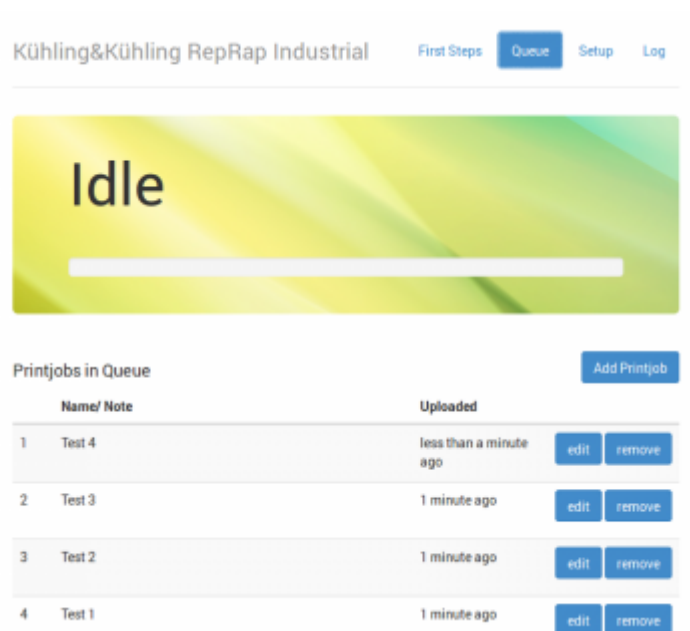 Kühling&Kühling RepRap Industrial First Steps Queue Setup Log
Idle
Printjobs in Queue Add Printjob
Name/ Note Uploaded
1 Test 4 less than a minute ago edit remove
2 Test 3 1 minute ago edit remove
3 Test 2 1 minute ago edit remove
4 Test 1 1 minute ago edit remove